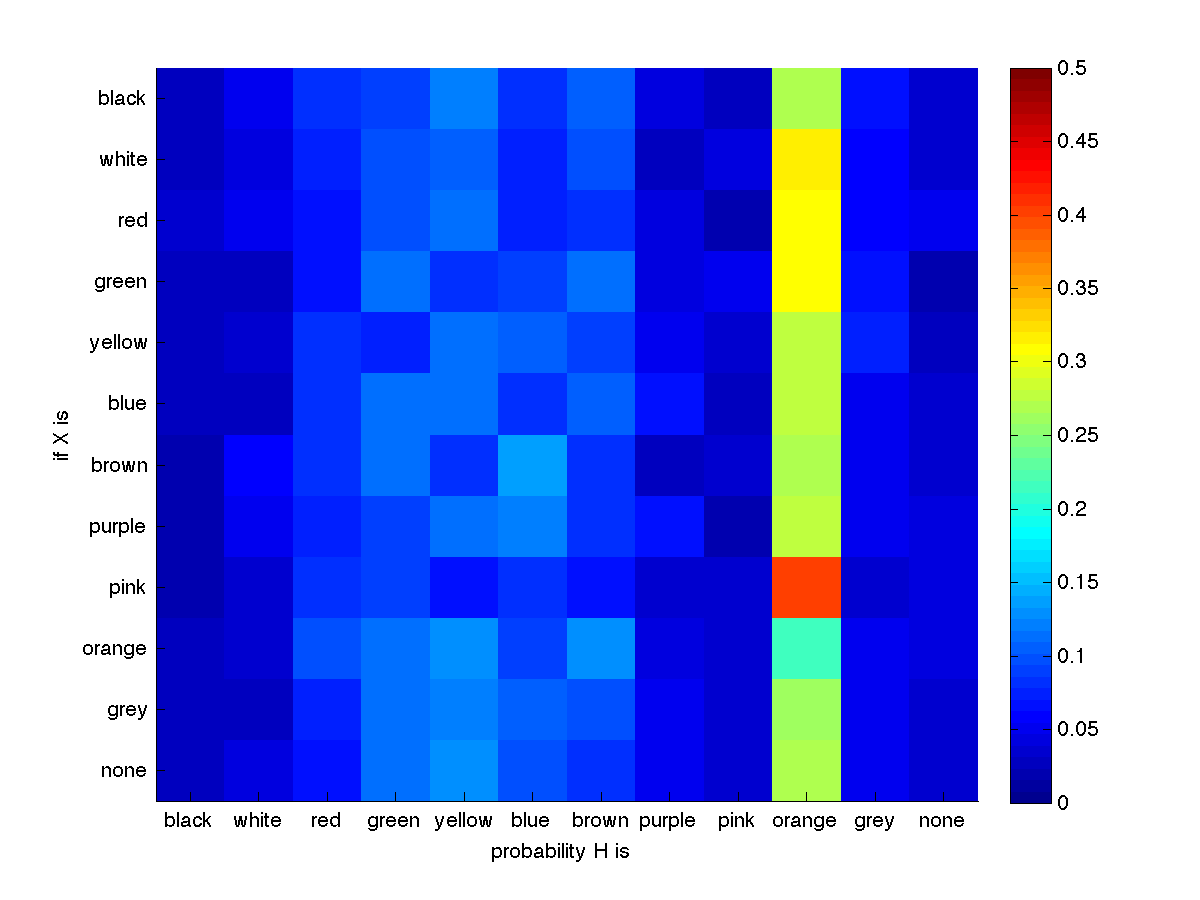 black
white
red
green
yellow
blue
brown
purple
pink
orange
grey
none
if X is
black white red green yellow blue brown purple pink orange grey none
probability H is
0.5
0.45
0.4
0.35
0.3
0.25
0.2
0.15
0.1
0.05
0